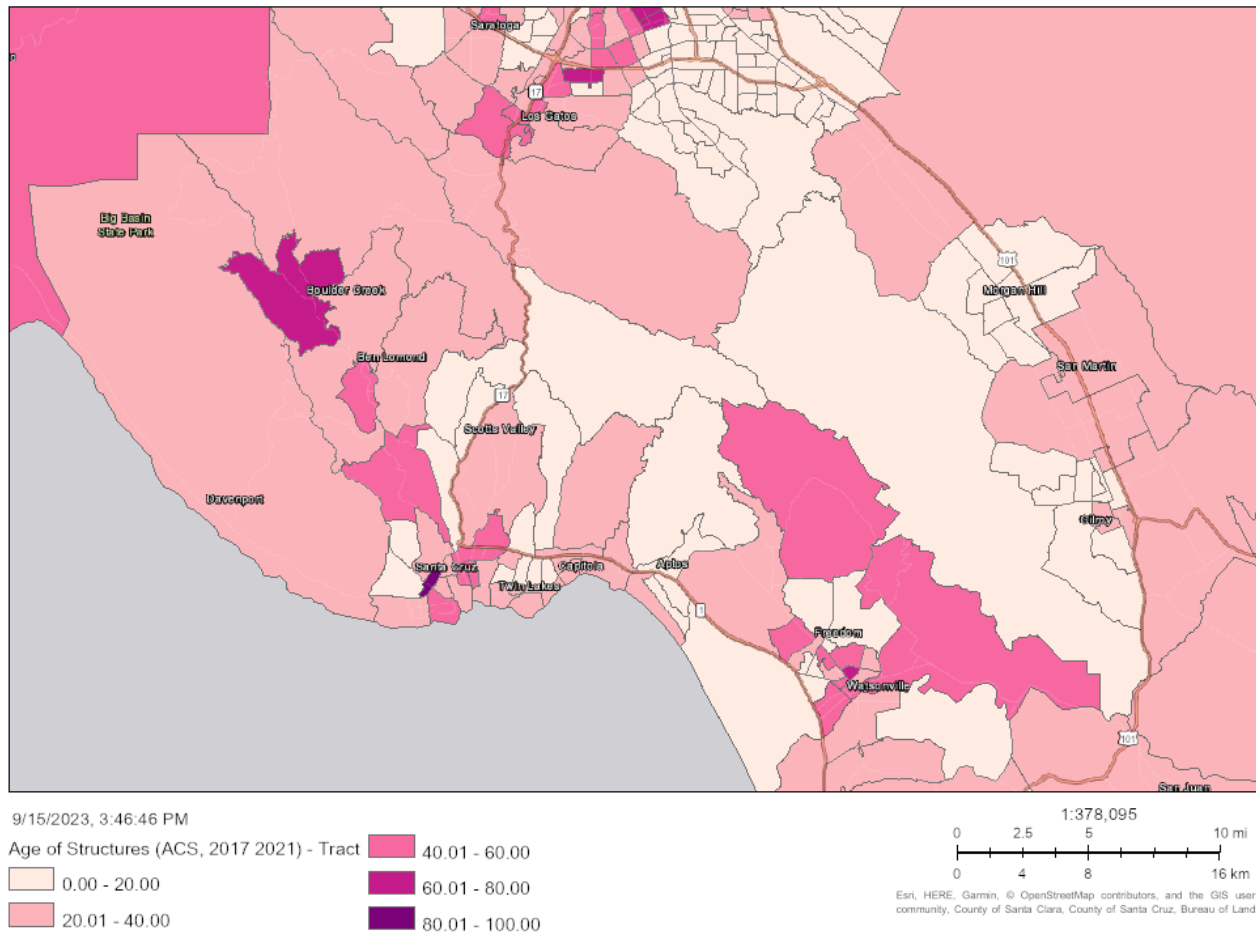 Saratoga
17
Los Gatos
Big Basin
State Park
Boulder Creek
101
Morgan Hill
Ben Lomond
San Martin
17
Scotts Valley
Davenport
Gilroy
Santa Cruz
Twin Lakes
Capitola
Aptos
1
Freedom
Watsonville
101
San Juan
9/15/2023, 3:46:46 PM
Age of Structures (ACS, 2017 2021) - Tract
0.00 - 20.00
20.01 - 40.00
40.01 - 60.00
60.01 - 80.00
80.01 - 100.00
1:378,095
0 2.5 5 10 mi
0 4 8 16 km
Esri, HERE, Garmin, © OpenStreetMap contributors, and the GIS user
community, County of Santa Clara, County of Santa Cruz, Bureau of Land